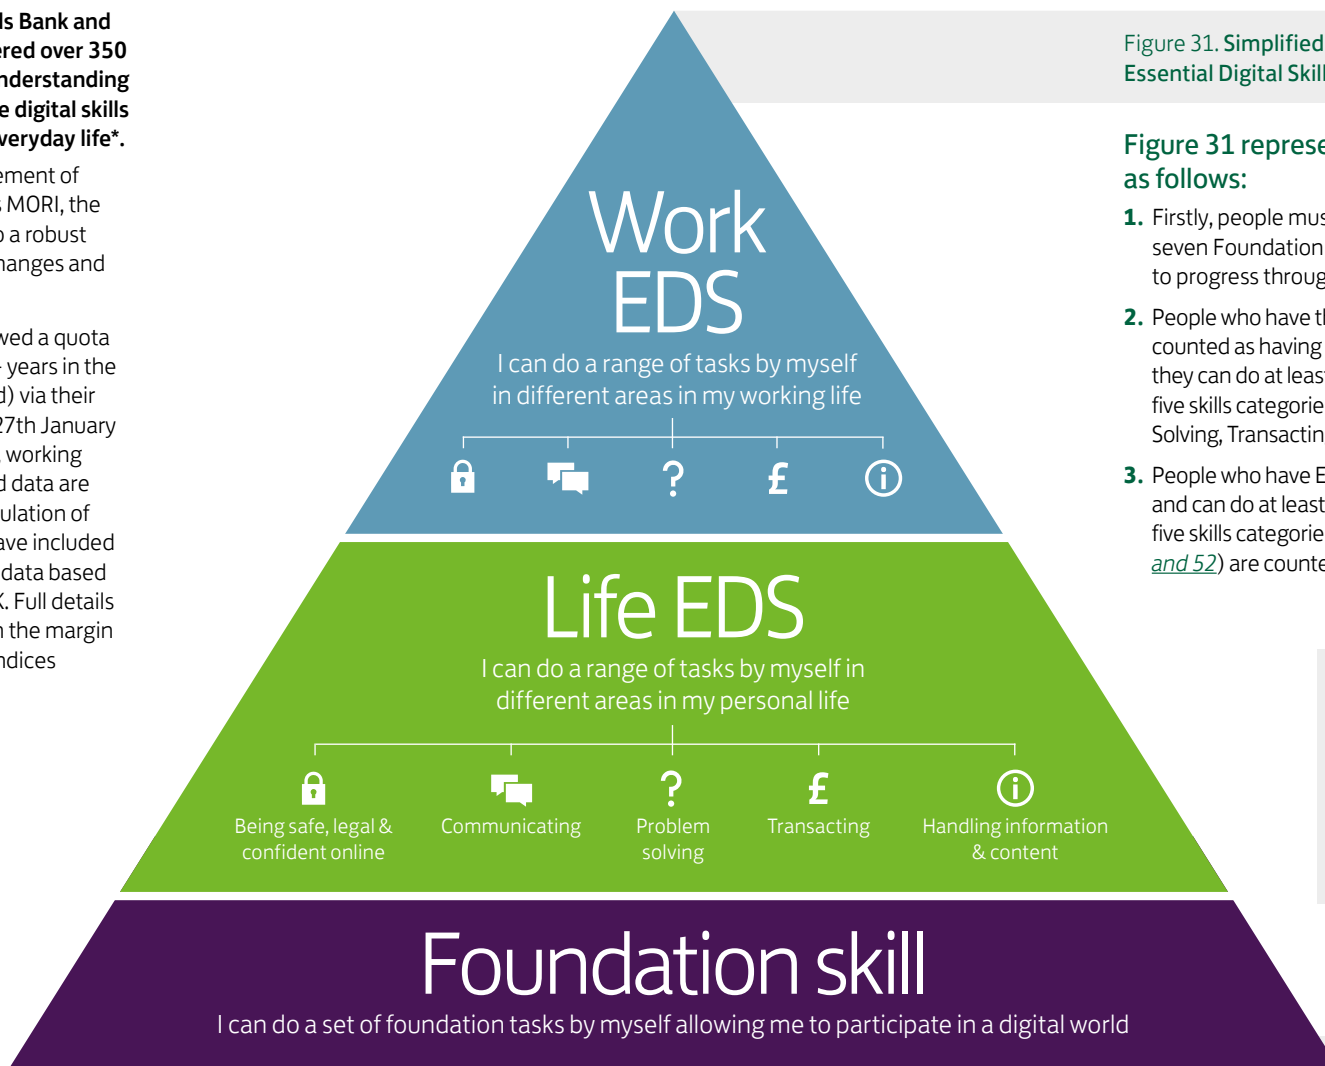 ls Bank and
ered over 350
nderstanding
e digital skills
veryday life*.
ement of
s MORI, the
o a robust
hanges and
wed a quota
years in the
d) via their
27th January
working
d data are
ulation of
ave included
data based
K. Full details
n the margin
ndices
Work
EDS
I can do a range of tasks by myself
in different areas in my working life
?
£
i
Life EDS
I can do a range of tasks by myself in
different areas in my personal life
?
£
i
Being safe, legal &
confident online
Communicating
Problem
solving
Transacting
Handling information
& content
Foundation skill
I can do a set of foundation tasks by myself allowing me to participate in a digital world
Figure 31. Simplified
Essential Digital Skill
Figure 31 represe
as follows:
1. Firstly, people mus
seven Foundation
to progress throug
2. People who have th
counted as having
they can do at least
five skills categorie
Solving, Transactin
3. People who have E
and can do at least
five skills categorie
and 52) are counte